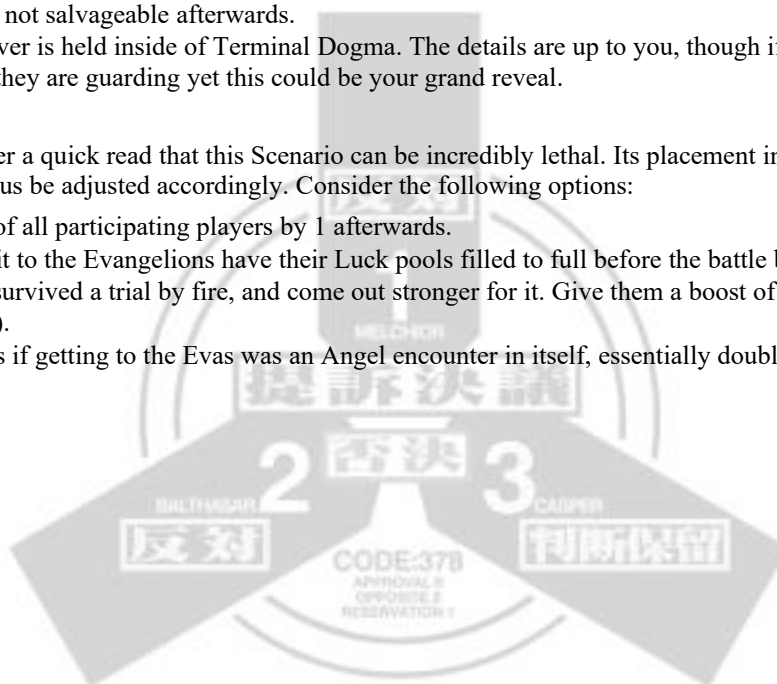 not salvageable afterwards.
ver is held inside of Terminal Dogma. The details are up to you, though if
they are guarding yet this could be your grand reveal.
er a quick read that this Scenario can be incredibly lethal. Its placement in
us be adjusted accordingly. Consider the following options:
of all participating players by 1 afterwards.
it to the Evangelions have their Luck pools filled to full before the battle b
survived a trial by fire, and come out stronger for it. Give them a boost of
).
s if getting to the Evas was an Angel encounter in itself, essentially doubl
反対
1
MELCHIOR
提訴決議
否決
2
3
BALTHASAR
CASPER
反対
判断保留
CODE:378
APPROVAL
OPPOSITE 2
RESERVATION 1